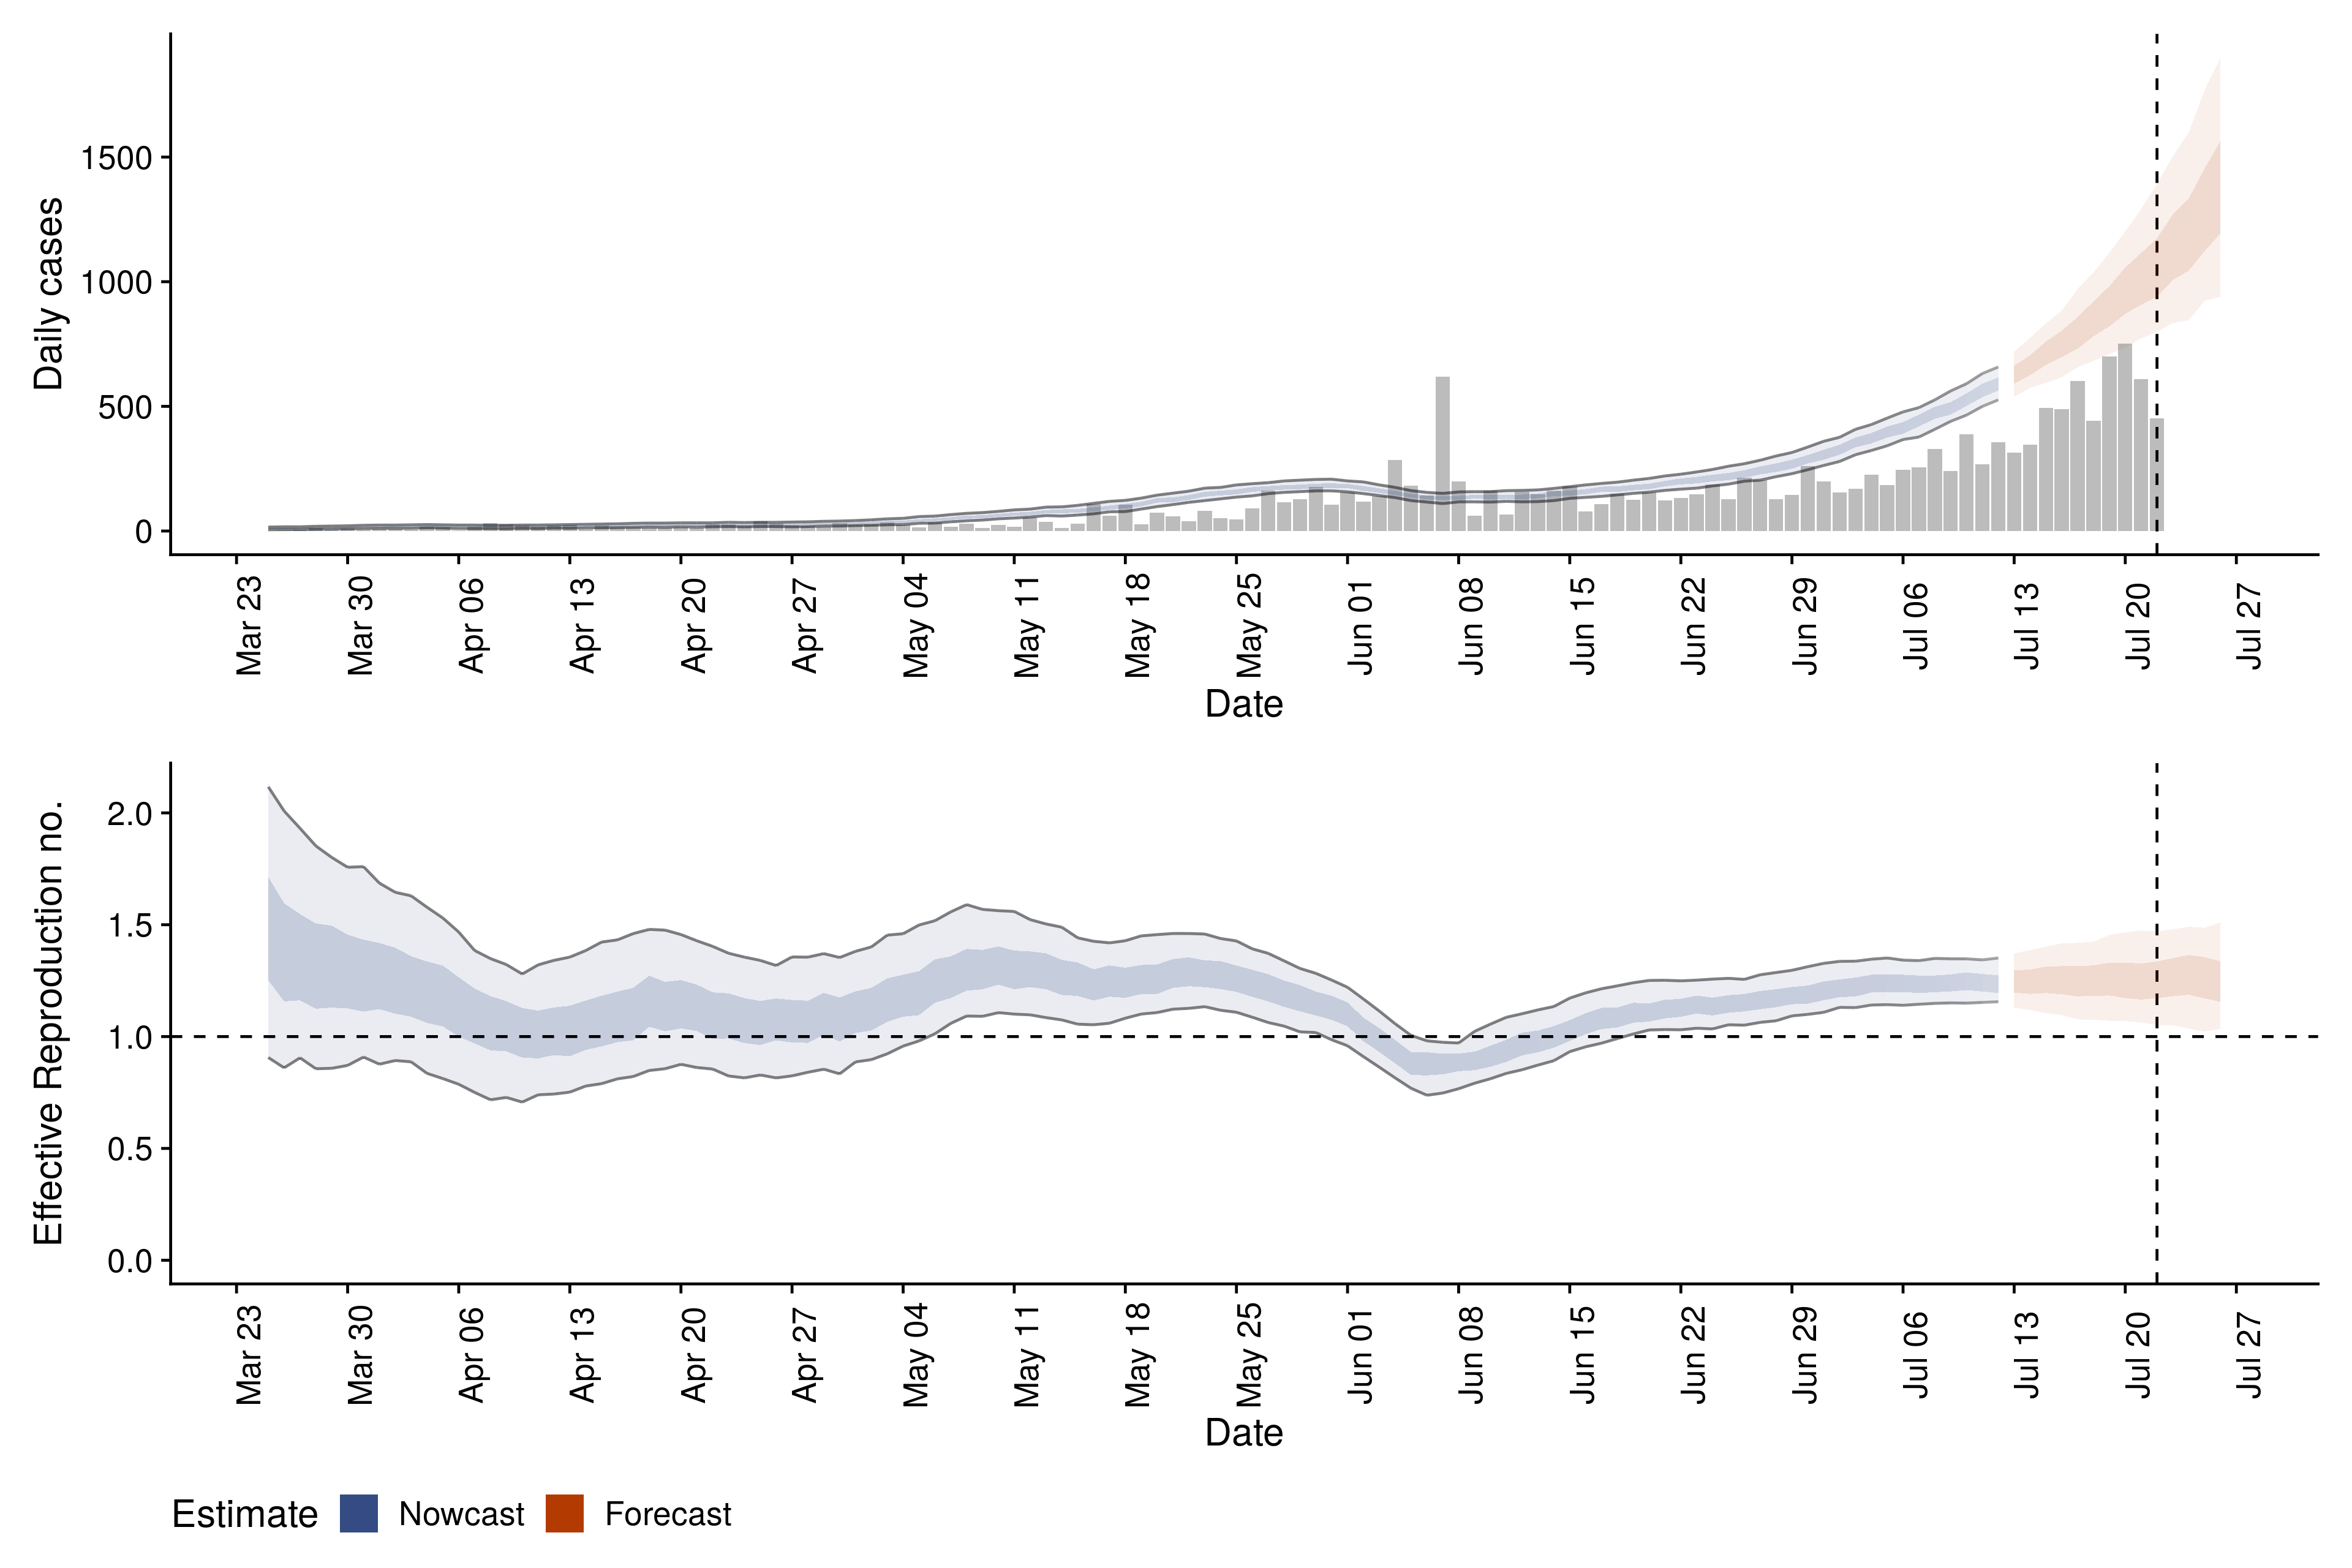 Daily cases
1500
1000
500
0
Mar 23
Mar 30
Apr 06
Apr 13
Apr 20
Apr 27
May 04
May 11
May 18
May 25
Jun 01
Jun 08
Jun 15
Jun 22
Jun 29
Jul 06
Jul 13
Jul 20
Jul 27
Date
Effective Reproduction no.
2.0
1.5
1.0
0.5
0.0
Mar 23
Mar 30
Apr 06
Apr 13
Apr 20
Apr 27
May 04
May 11
May 18
May 25
Jun 01
Jun 08
Jun 15
Jun 22
Jun 29
Jul 06
Jul 13
Jul 20
Jul 27
Date
Estimate Nowcast Forecast